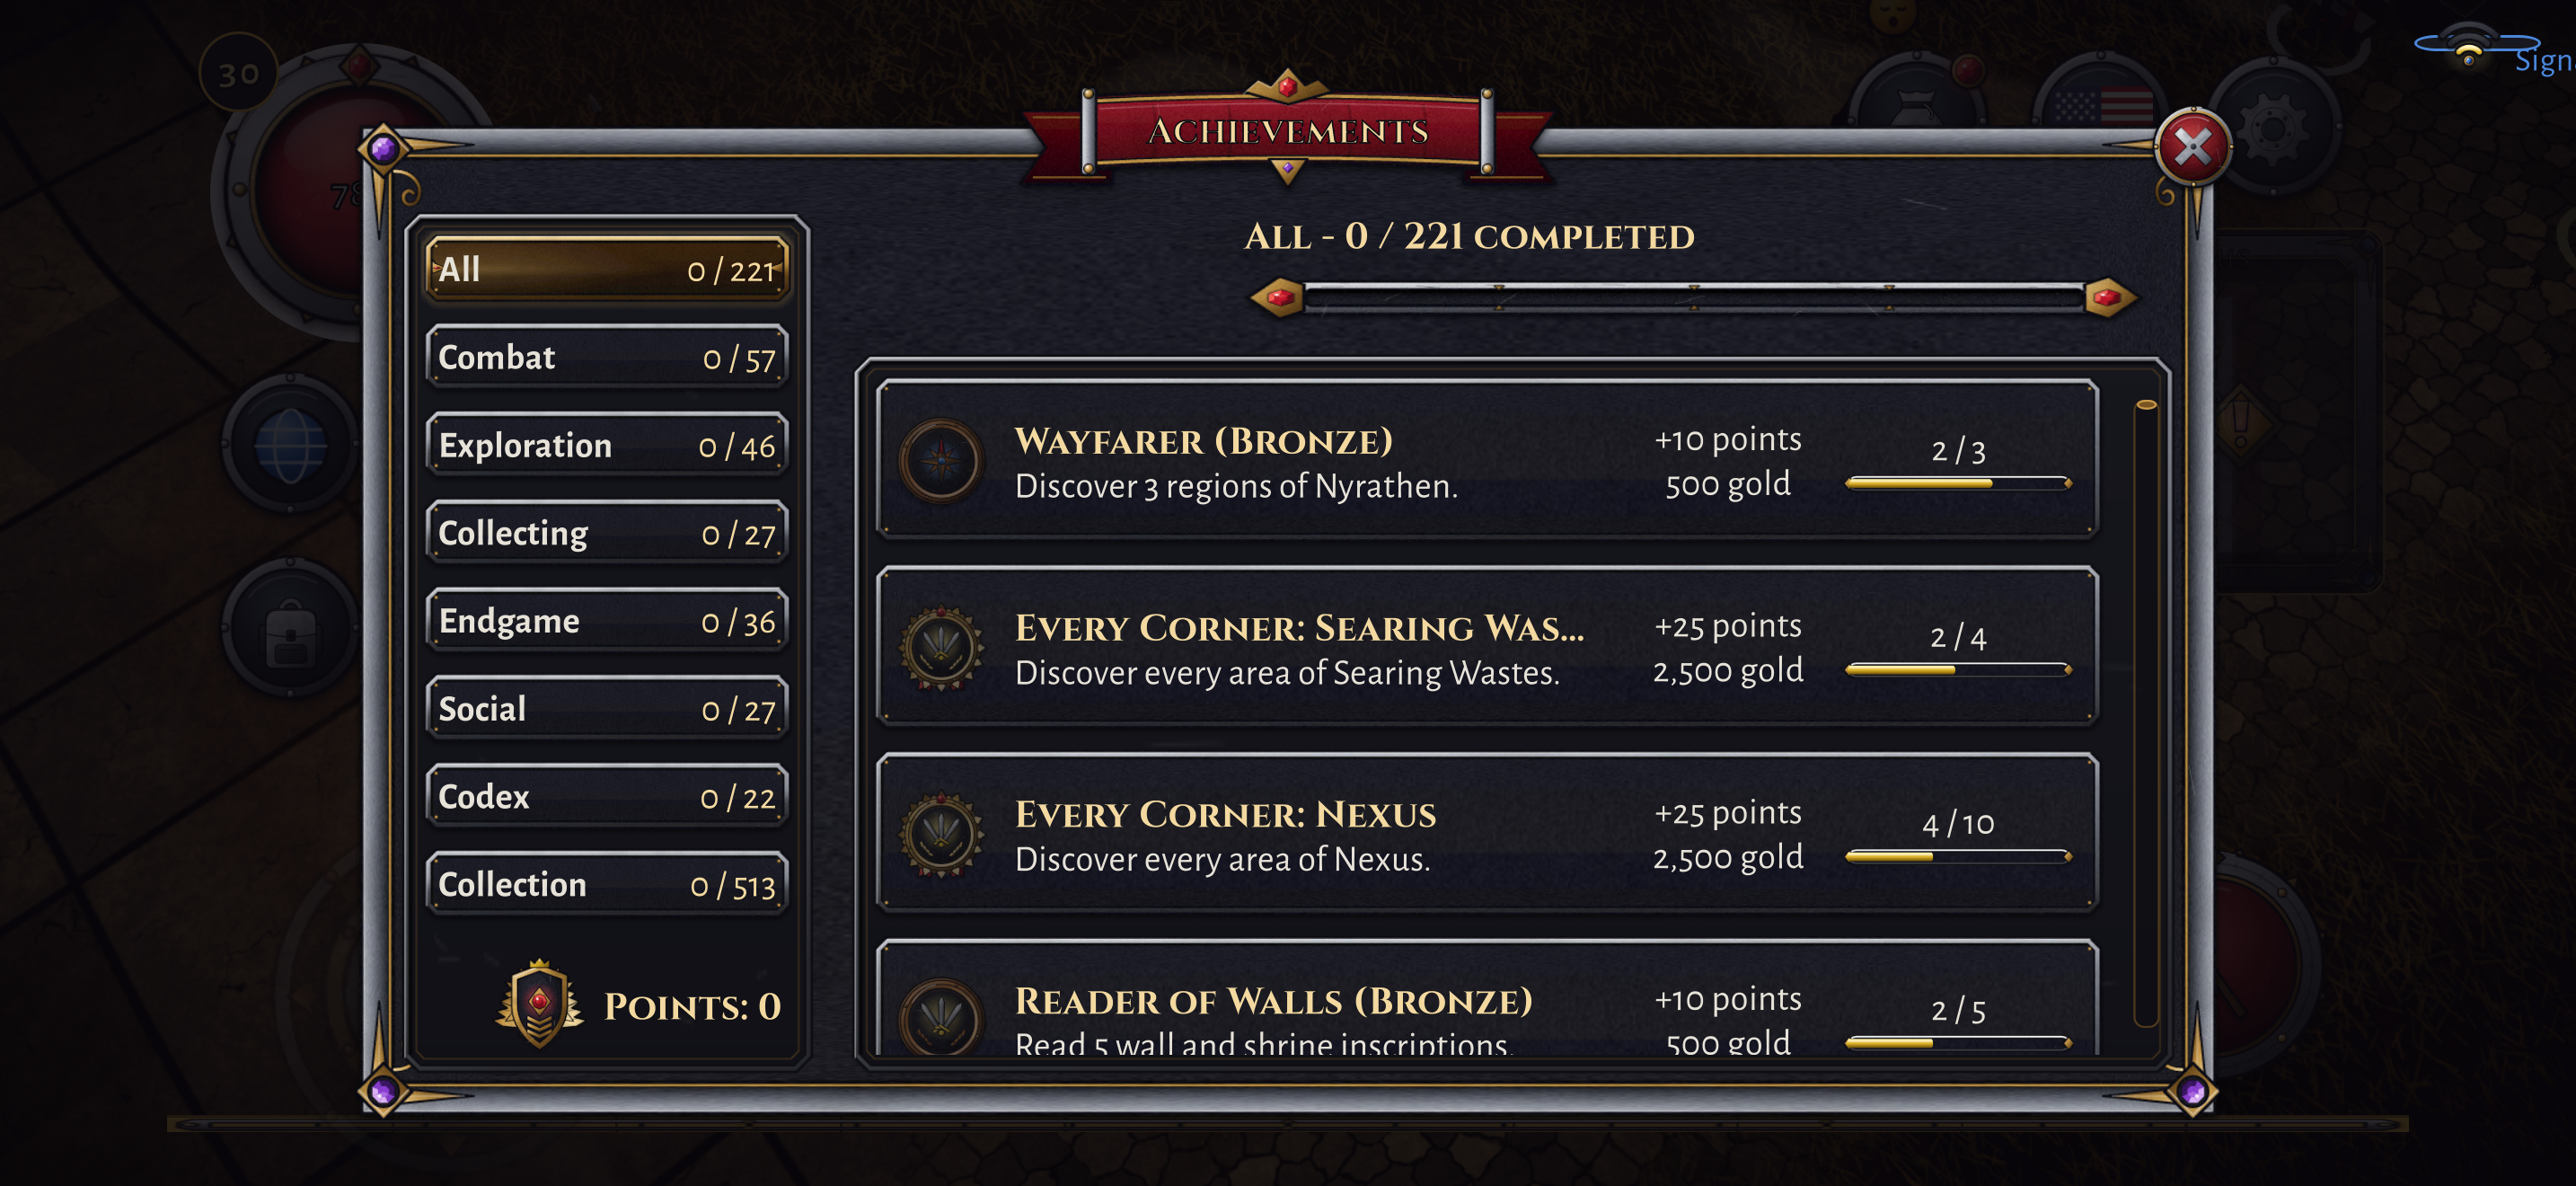 30
Sign
78
ACHIEVEMENTS
ALL - 0 / 221 COMPLETED
All 0 / 221
Combat 0 / 57
Exploration 0 / 46
Collecting 0 / 27
Endgame 0 / 36
Social 0 / 27
Codex 0 / 22
Collection 0 / 513
POINTS: 0
WAYFARER (BRONZE)
Discover 3 regions of Nyrathen.
+10 points
500 gold
2 / 3
EVERY CORNER: SEARING WAS...
Discover every area of Searing Wastes.
+25 points
2,500 gold
2 / 4
EVERY CORNER: NEXUS
Discover every area of Nexus.
+25 points
2,500 gold
4 / 10
READER OF WALLS (BRONZE)
Read 5 wall and shrine inscriptions.
+10 points
500 gold
2 / 5